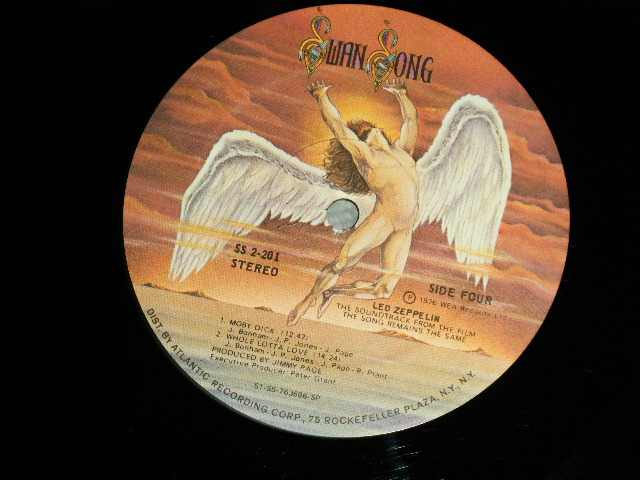 SWAN SONG
SS 2-201
STEREO
SIDE FOUR
℗ 1976 WEA Records Ltd.
LED ZEPPELIN
THE SOUNDTRACK FROM THE FILM
THE SONG REMAINS THE SAME
1. MOBY DICK (12.47)
J. Bonham - J. P. Jones - J. Page
2. WHOLE LOTTA LOVE (14.24)
J. Bonham - J. P. Jones - J. Page - R. Plant
PRODUCED BY JIMMY PAGE
Executive Producer: Peter Grant
ST-SS-763686-SP
DIST. BY ATLANTIC RECORDING CORP., 75 ROCKEFELLER PLAZA, N.Y., N.Y.